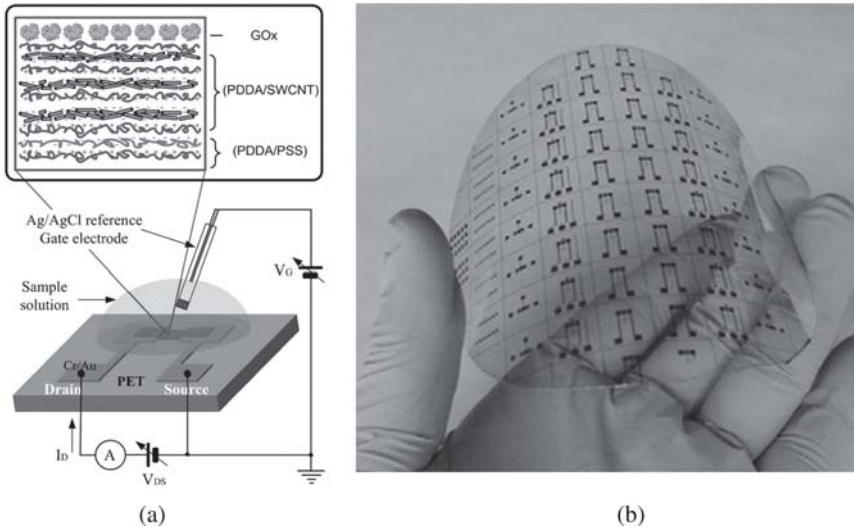 GOx
(PDDA/SWCNT)
(PDDA/PSS)
Ag/AgCl reference
Gate electrode
VG
Sample
solution
Cr/Au
Drain
PET
Source
ID
A
VDS
(a)
(b)